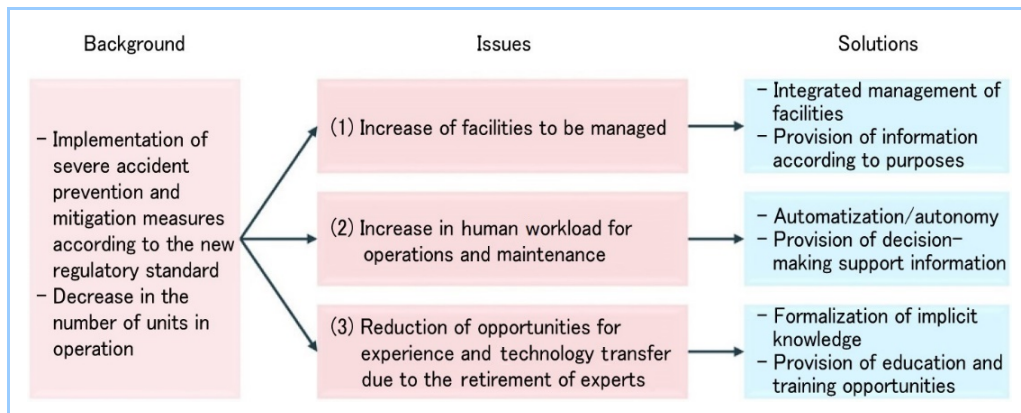 Background
Issues
Solutions
- Implementation of
severe accident
prevention and
mitigation measures
according to the new
regulatory standard
- Decrease in the
number of units in
operation
(1) Increase of facilities to be managed
(2) Increase in human workload for
operations and maintenance
(3) Reduction of opportunities for
experience and technology transfer
due to the retirement of experts
- Integrated management of
facilities
- Provision of information
according to purposes
- Automatization/autonomy
- Provision of decision-
making support information
- Formalization of implicit
knowledge
- Provision of education and
training opportunities